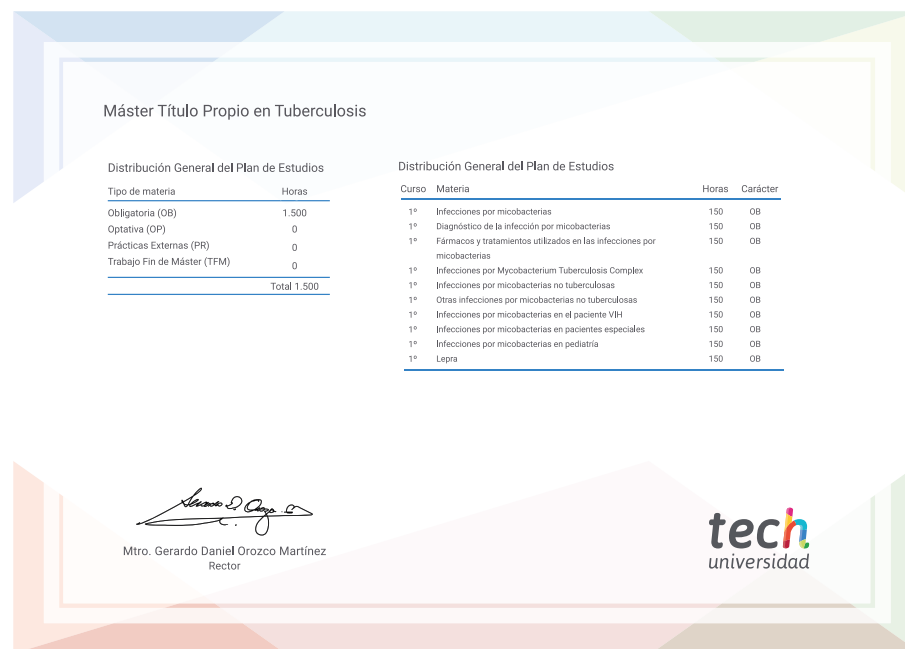 Máster Título Propio en Tuberculosis
Distribución General del Plan de Estudios
Tipo de materia Horas
Obligatoria (OB) 1.500
Optativa (OP) 0
Prácticas Externas (PR) 0
Trabajo Fin de Máster (TFM) 0
Total 1.500
Distribución General del Plan de Estudios
Curso Materia Horas Carácter
1º Infecciones por micobacterias 150 OB
1º Diagnóstico de la infección por micobacterias 150 OB
1º Fármacos y tratamientos utilizados en las infecciones por 150 OB
micobacterias
1º Infecciones por Mycobacterium Tuberculosis Complex 150 OB
1º Infecciones por micobacterias no tuberculosas 150 OB
1º Otras infecciones por micobacterias no tuberculosas 150 OB
1º Infecciones por micobacterias en el paciente VIH 150 OB
1º Infecciones por micobacterias en pacientes especiales 150 OB
1º Infecciones por micobacterias en pediatría 150 OB
1º Lepra 150 OB
Mtro. Gerardo Daniel Orozco Martínez
Rector
tech
universidad